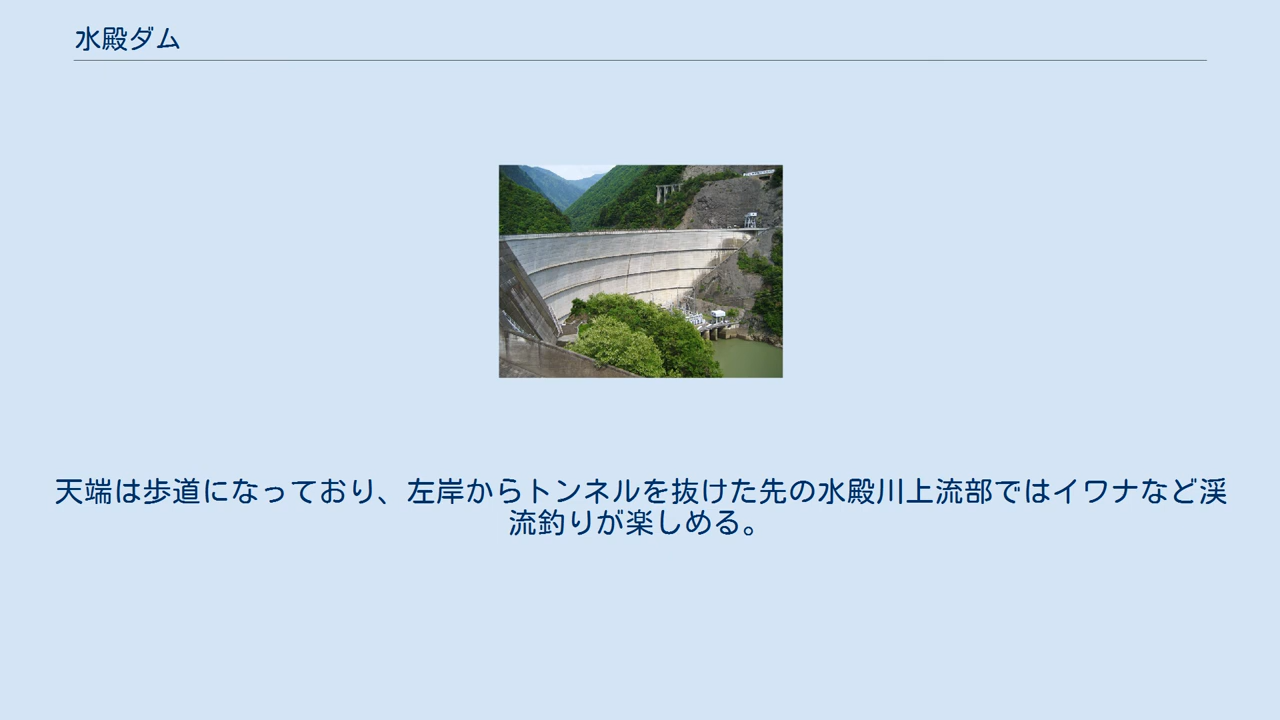 水殿ダム
天端は歩道になっており、左岸からトンネルを抜けた先の水殿川上流部ではイワナなど渓
流釣りが楽しめる。